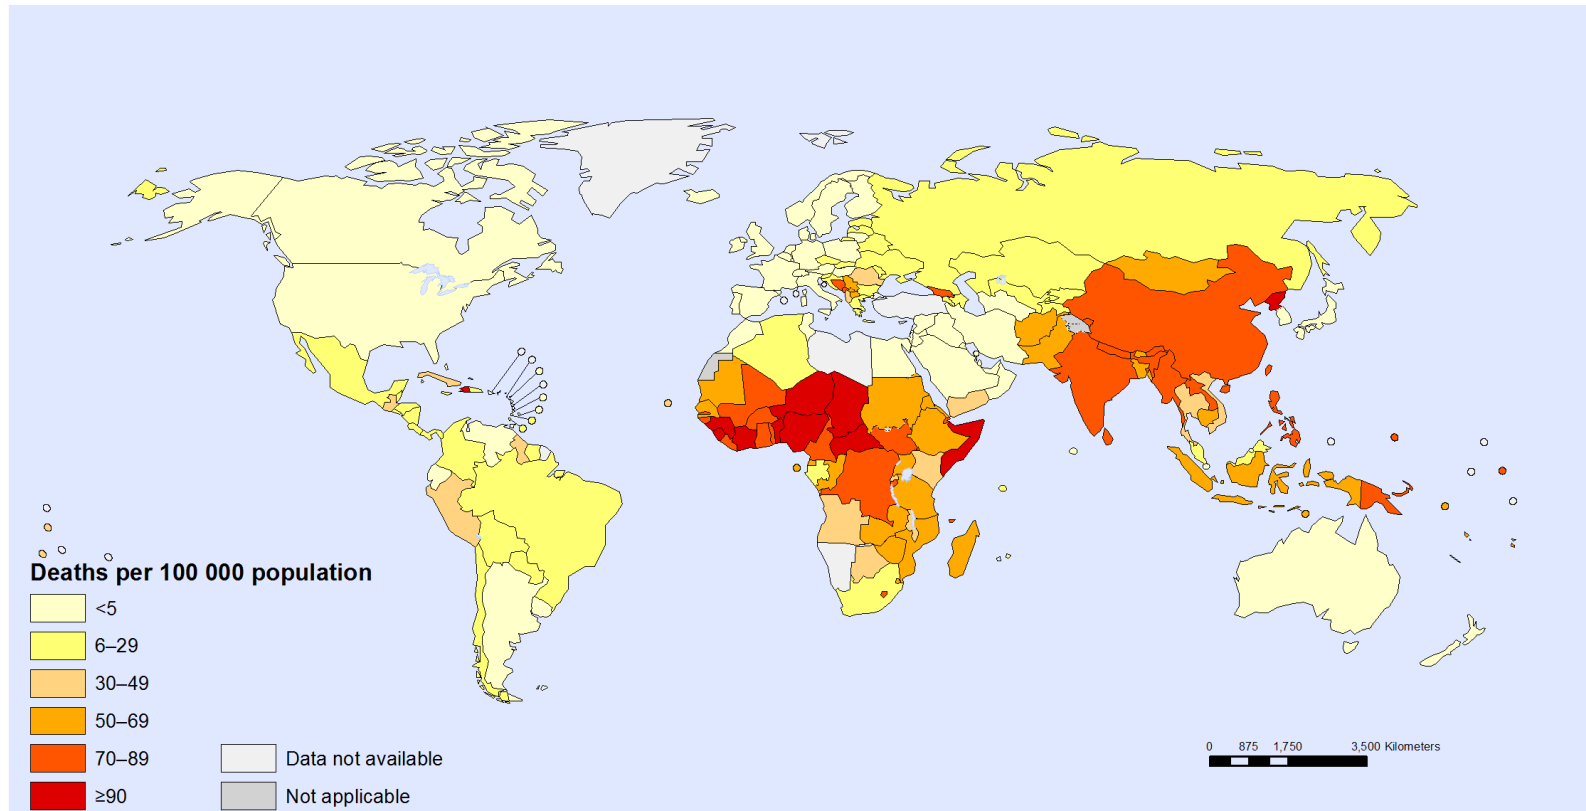 Deaths per 100 000 population
<5
6–29
30–49
50–69
70–89
≥90
Data not available
Not applicable
0 875 1,750 3,500 Kilometers